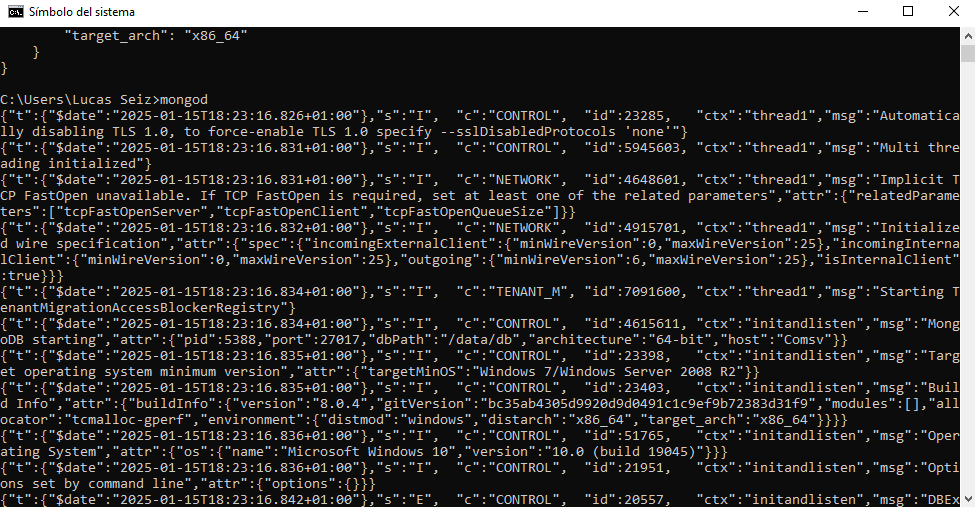 Símbolo del sistema
        "target_arch": "x86_64"
    }
}
C:\Users\Lucas Seiz>mongod
{"t":{"$date":"2025-01-15T18:23:16.826+01:00"},"s":"I",  "c":"CONTROL",  "id":23285,   "ctx":"thread1","msg":"Automatica
lly disabling TLS 1.0, to force-enable TLS 1.0 specify --sslDisabledProtocols 'none'"}
{"t":{"$date":"2025-01-15T18:23:16.831+01:00"},"s":"I",  "c":"CONTROL",  "id":5945603, "ctx":"thread1","msg":"Multi thre
ading initialized"}
{"t":{"$date":"2025-01-15T18:23:16.831+01:00"},"s":"I",  "c":"NETWORK",  "id":4648601, "ctx":"thread1","msg":"Implicit T
CP FastOpen unavailable. If TCP FastOpen is required, set at least one of the related parameters","attr":{"relatedParame
ters":["tcpFastOpenServer","tcpFastOpenClient","tcpFastOpenQueueSize"]}}
{"t":{"$date":"2025-01-15T18:23:16.832+01:00"},"s":"I",  "c":"NETWORK",  "id":4915701, "ctx":"thread1","msg":"Initialize
d wire specification","attr":{"spec":{"incomingExternalClient":{"minWireVersion":0,"maxWireVersion":25},"incomingInterna
lClient":{"minWireVersion":0,"maxWireVersion":25},"outgoing":{"minWireVersion":6,"maxWireVersion":25},"isInternalClient"
:true}}}
{"t":{"$date":"2025-01-15T18:23:16.834+01:00"},"s":"I",  "c":"TENANT_M", "id":7091600, "ctx":"thread1","msg":"Starting T
enantMigrationAccessBlockerRegistry"}
{"t":{"$date":"2025-01-15T18:23:16.834+01:00"},"s":"I",  "c":"CONTROL",  "id":4615611, "ctx":"initandlisten","msg":"Mong
oDB starting","attr":{"pid":5388,"port":27017,"dbPath":"/data/db","architecture":"64-bit","host":"Comsv"}}
{"t":{"$date":"2025-01-15T18:23:16.835+01:00"},"s":"I",  "c":"CONTROL",  "id":23398,   "ctx":"initandlisten","msg":"Targ
et operating system minimum version","attr":{"targetMinOS":"Windows 7/Windows Server 2008 R2"}}
{"t":{"$date":"2025-01-15T18:23:16.835+01:00"},"s":"I",  "c":"CONTROL",  "id":23403,   "ctx":"initandlisten","msg":"Buil
d Info","attr":{"buildInfo":{"version":"8.0.4","gitVersion":"bc35ab4305d9920d9d0491c1c9ef9b72383d31f9","modules":[],"all
ocator":"tcmalloc-gperf","environment":{"distmod":"windows","distarch":"x86_64","target_arch":"x86_64"}}}}
{"t":{"$date":"2025-01-15T18:23:16.836+01:00"},"s":"I",  "c":"CONTROL",  "id":51765,   "ctx":"initandlisten","msg":"Oper
ating System","attr":{"os":{"name":"Microsoft Windows 10","version":"10.0 (build 19045)"}}}
{"t":{"$date":"2025-01-15T18:23:16.836+01:00"},"s":"I",  "c":"CONTROL",  "id":21951,   "ctx":"initandlisten","msg":"Opti
ons set by command line","attr":{"options":{}}}
{"t":{"$date":"2025-01-15T18:23:16.842+01:00"},"s":"E",  "c":"CONTROL",  "id":20557,   "ctx":"initandlisten","msg":"DBEx